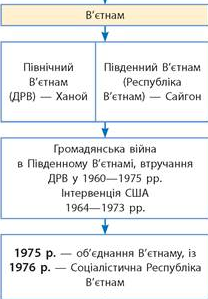 В'єтнам
Північний
В'єтнам
(ДРВ) — Ханой
Південний В'єтнам
(Республіка
В'єтнам) — Сайгон
Громадянська війна
в Південному В'єтнамі, втручання
ДРВ у 1960—1975 рр.
Інтервенція США
1964—1973 рр.
1975 р. — об'єднання В'єтнаму, із
1976 р. — Соціалістична Республіка
В'єтнам